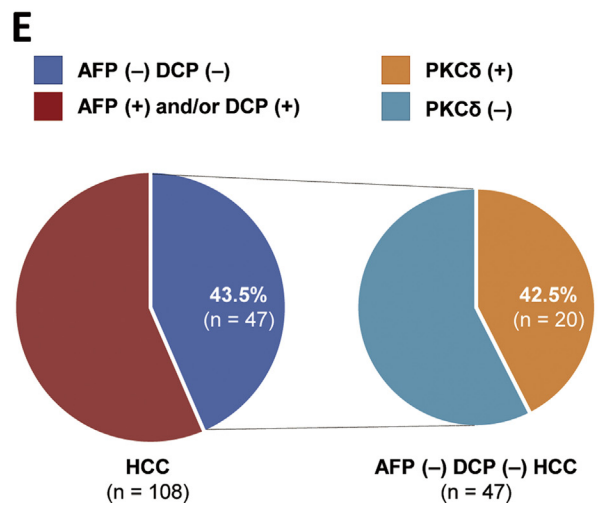 E
AFP (–) DCP (–)
AFP (+) and/or DCP (+)
PKCδ (+)
PKCδ (–)
43.5%
(n = 47)
42.5%
(n = 20)
HCC
(n = 108)
AFP (–) DCP (–) HCC
(n = 47)